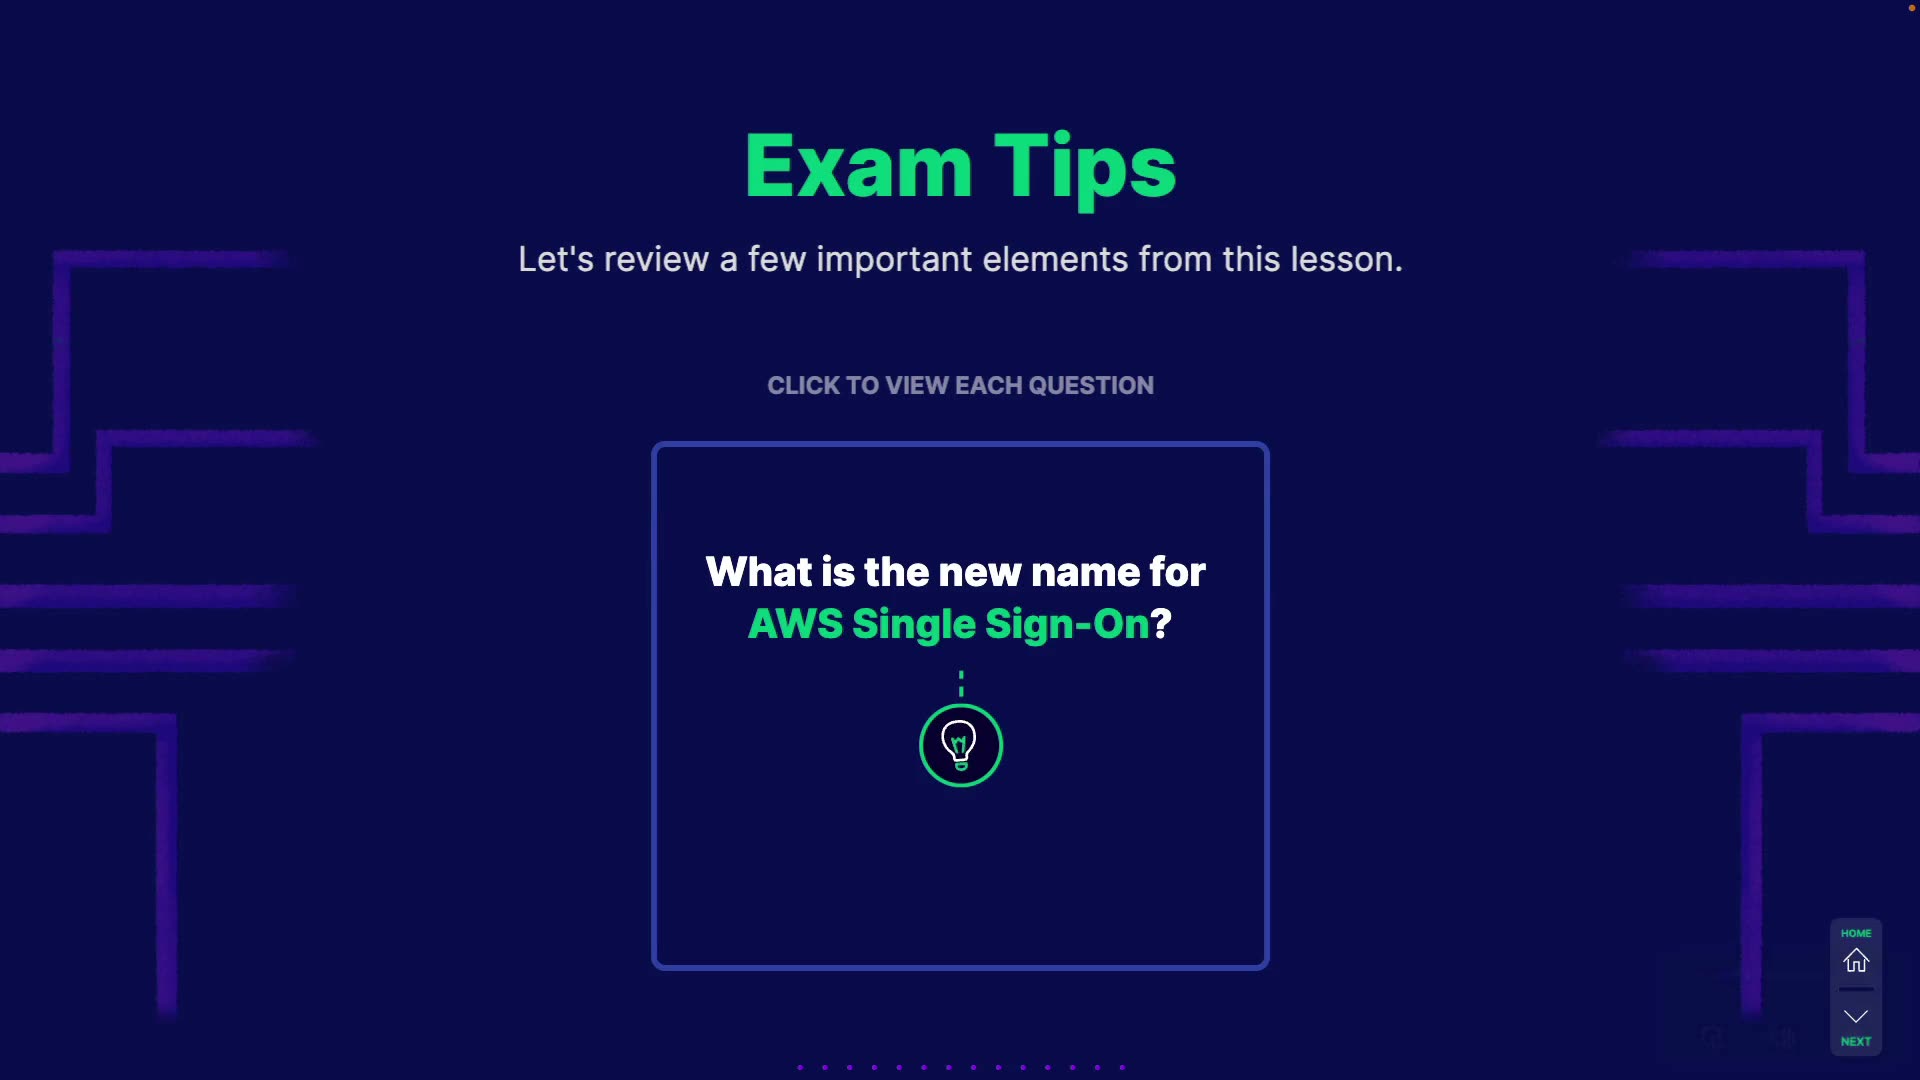 Exam Tips
Let's review a few important elements from this lesson.
CLICK TO VIEW EACH QUESTION
What is the new name for
AWS Single Sign-On?
HOME
NEXT